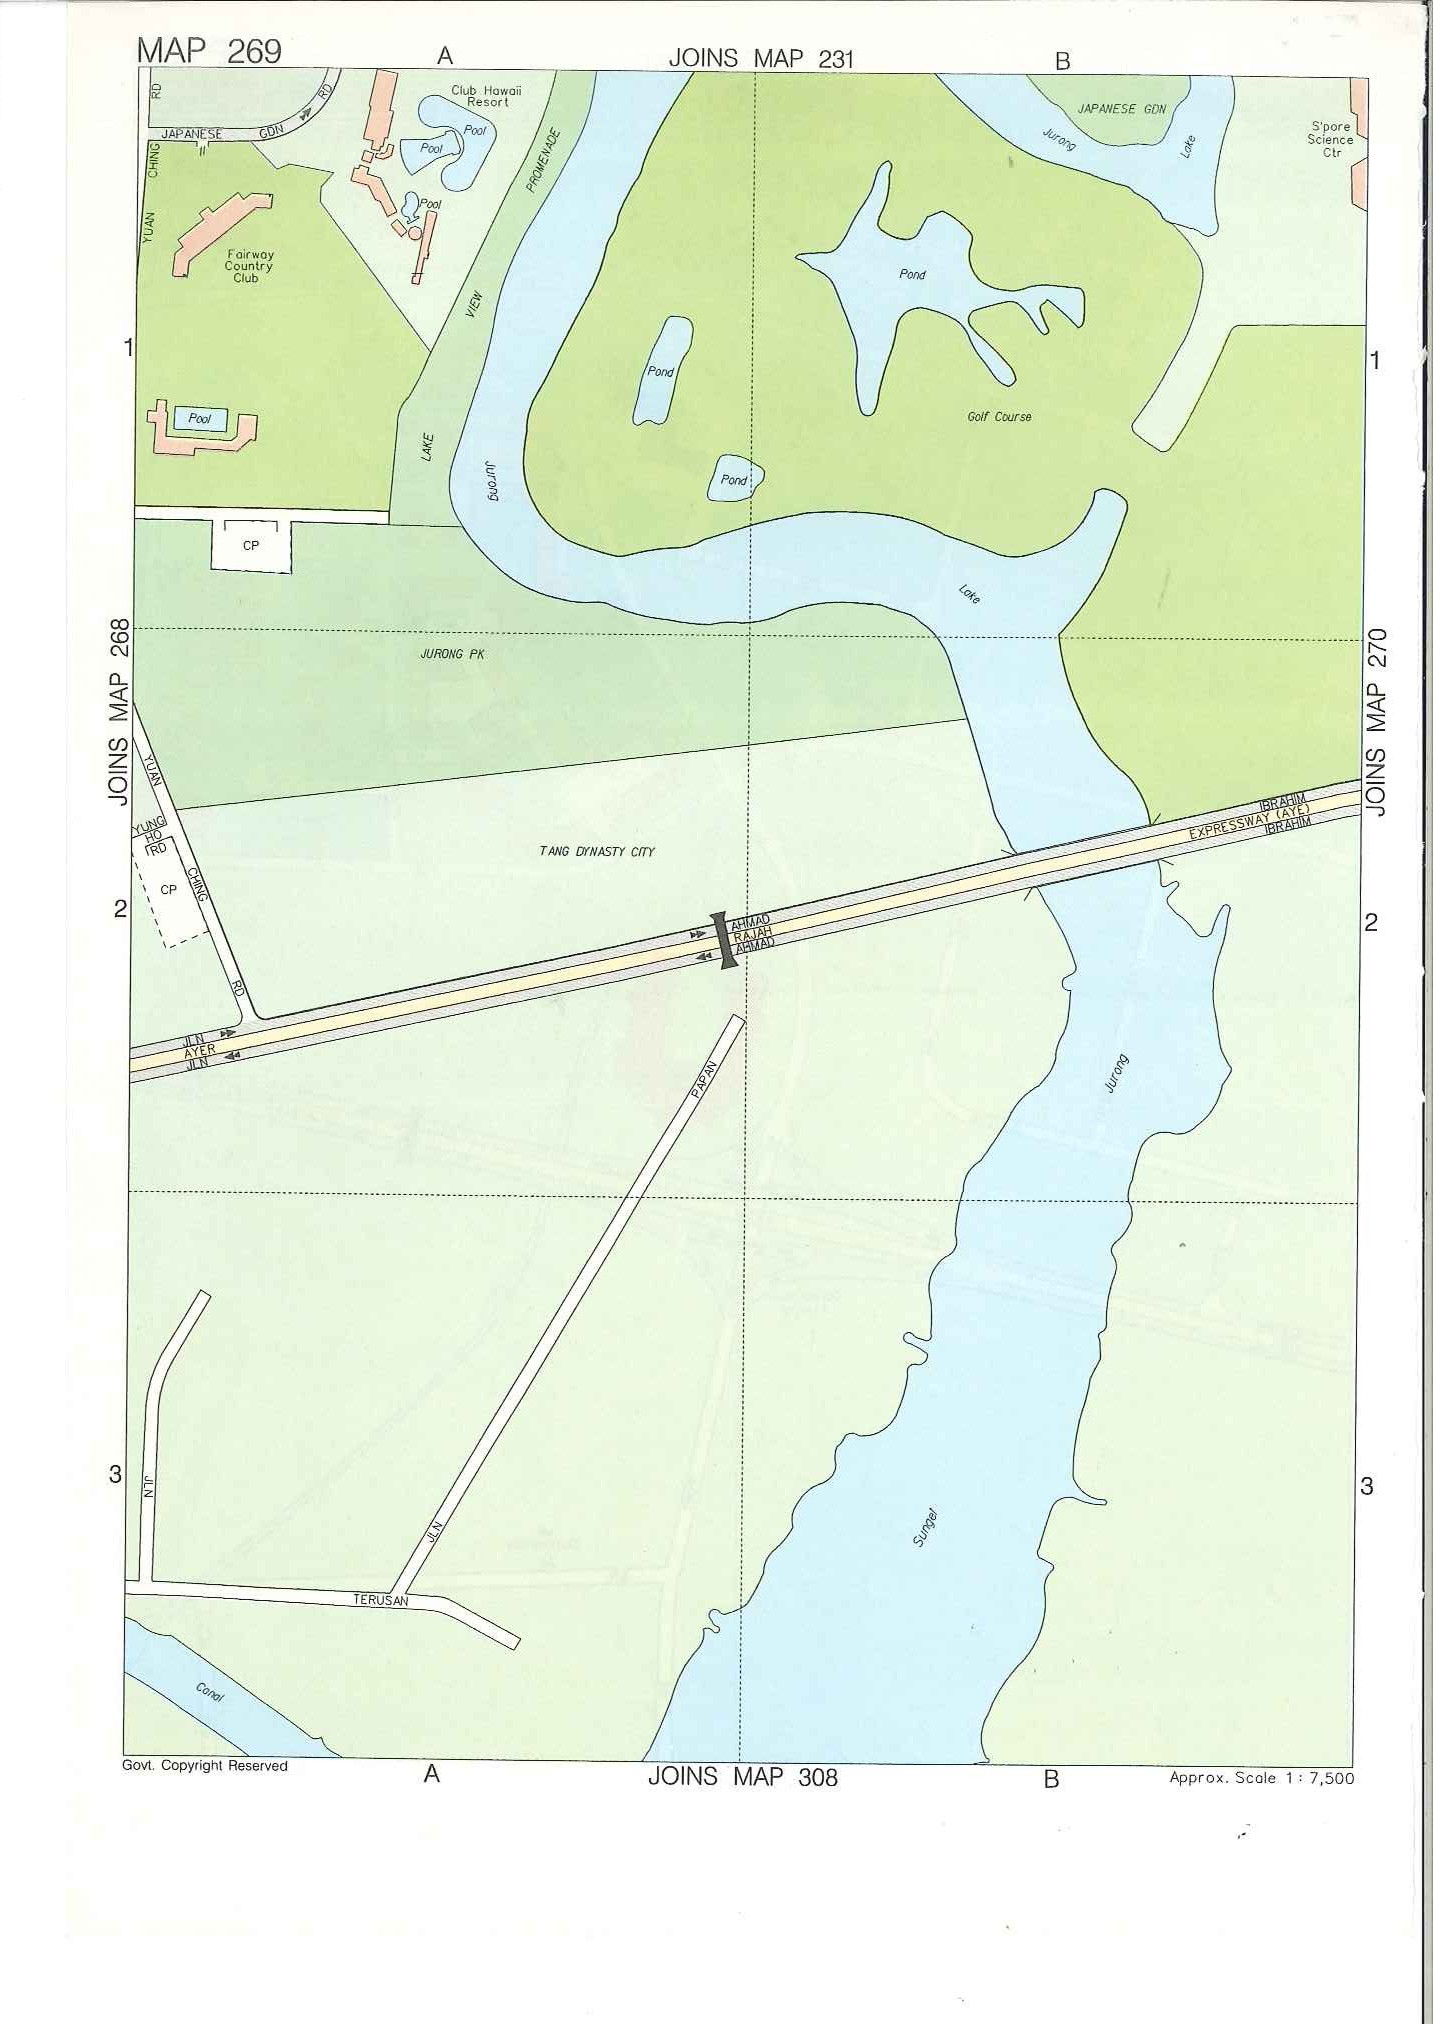 MAP 269
A
JOINS MAP 231
B
RD
JAPANESE GDN RD
Club Hawaii
Resort
Pool
Pool
Pool
JAPANESE GDN
Jurong
Lake
S'pore
Science
Ctr
YUAN CHING
Fairway
Country
Club
LAKE VIEW PROMENADE
Pond
Pond
Pond
1
1
Golf Course
Pool
Jurong
CP
Lake
JOINS MAP 268
JOINS MAP 270
JURONG PK
YUAN CHING RD
YUNG
HO
RD
CP
TANG DYNASTY CITY
IBRAHIM
EXPRESSWAY (AYE)
IBRAHIM
2
2
AHMAD
RAJAH
AHMAD
JLN
AYER
JLN
JLN PAPAN
Jurong
3
3
JLN
Sungei
TERUSAN
Canal
Govt. Copyright Reserved
A
JOINS MAP 308
B
Approx. Scale 1 : 7,500